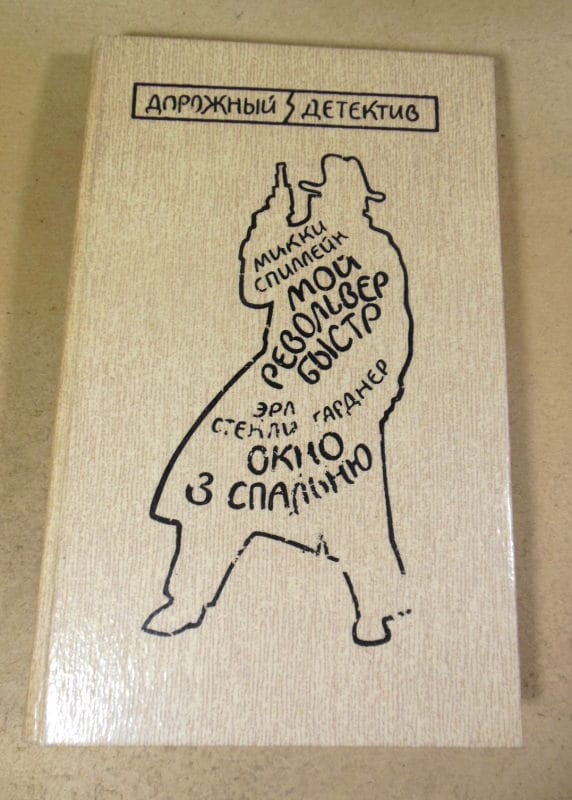 ДОРОЖНЫЙ ДЕТЕКТИВ
МИККИ
СПИЛЛЕЙН
МОЙ
РЕВОЛЬВЕР
БЫСТР
ЭРЛ
СТЕНЛИ ГАРДНЕР
ОКНО
В СПАЛЬНЮ